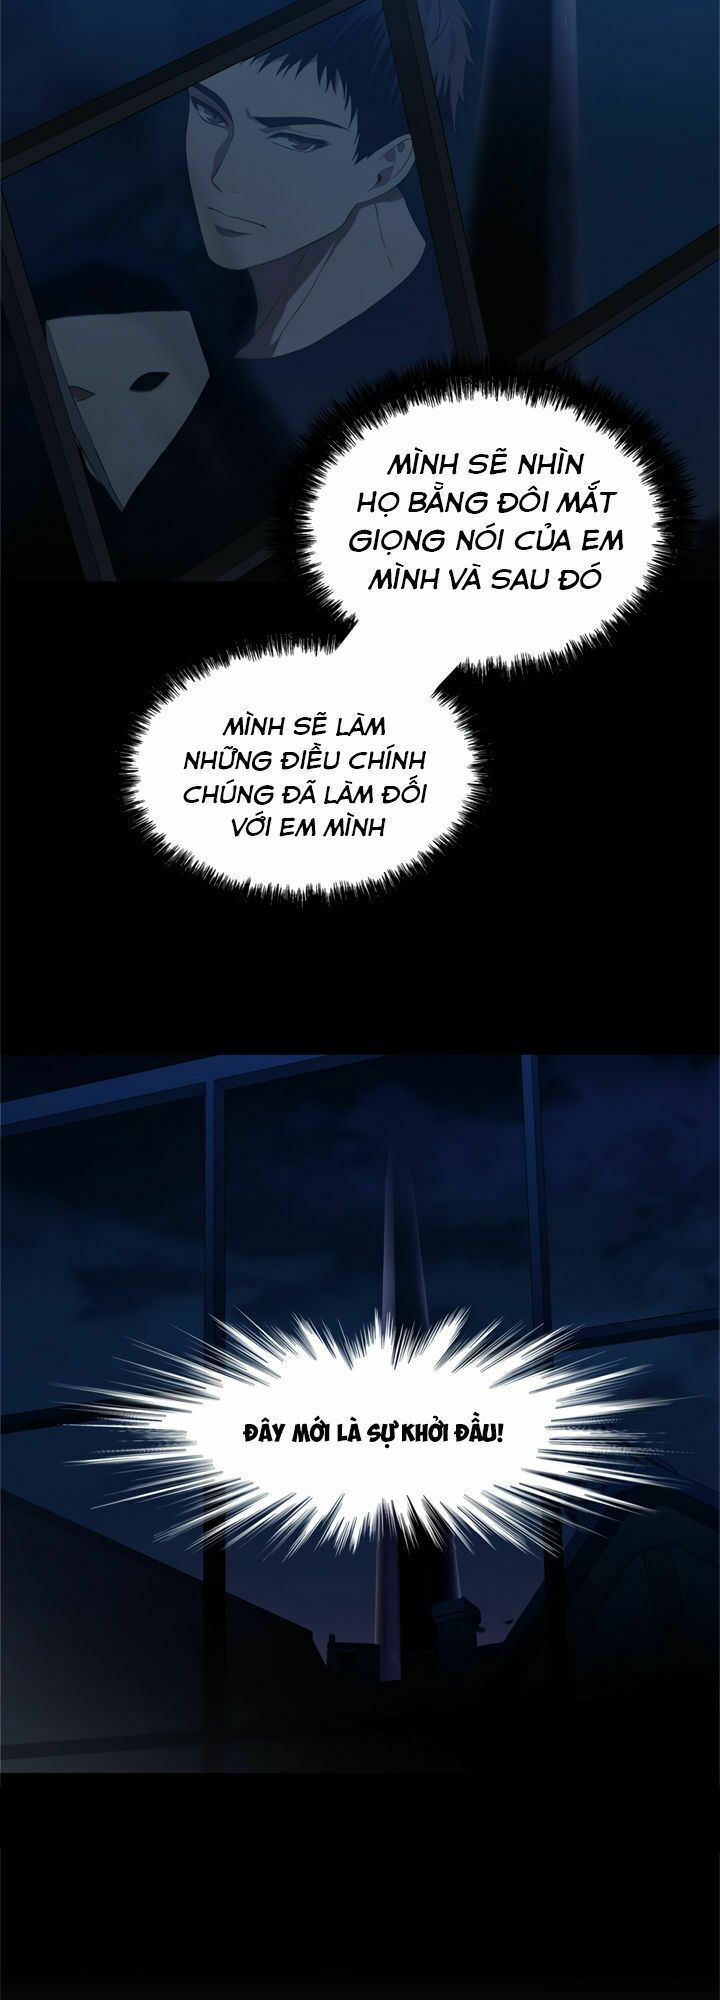 MÌNH SẼ NHÌN
HỌ BẰNG ĐÔI MẮT
GIỌNG NÓI CỦA EM
MÌNH VÀ SAU ĐÓ
MÌNH SẼ LÀM
NHỮNG ĐIỀU CHÍNH
CHÚNG ĐÃ LÀM ĐỐI
VỚI EM MÌNH
ĐÂY MỚI LÀ SỰ KHỞI ĐẦU!